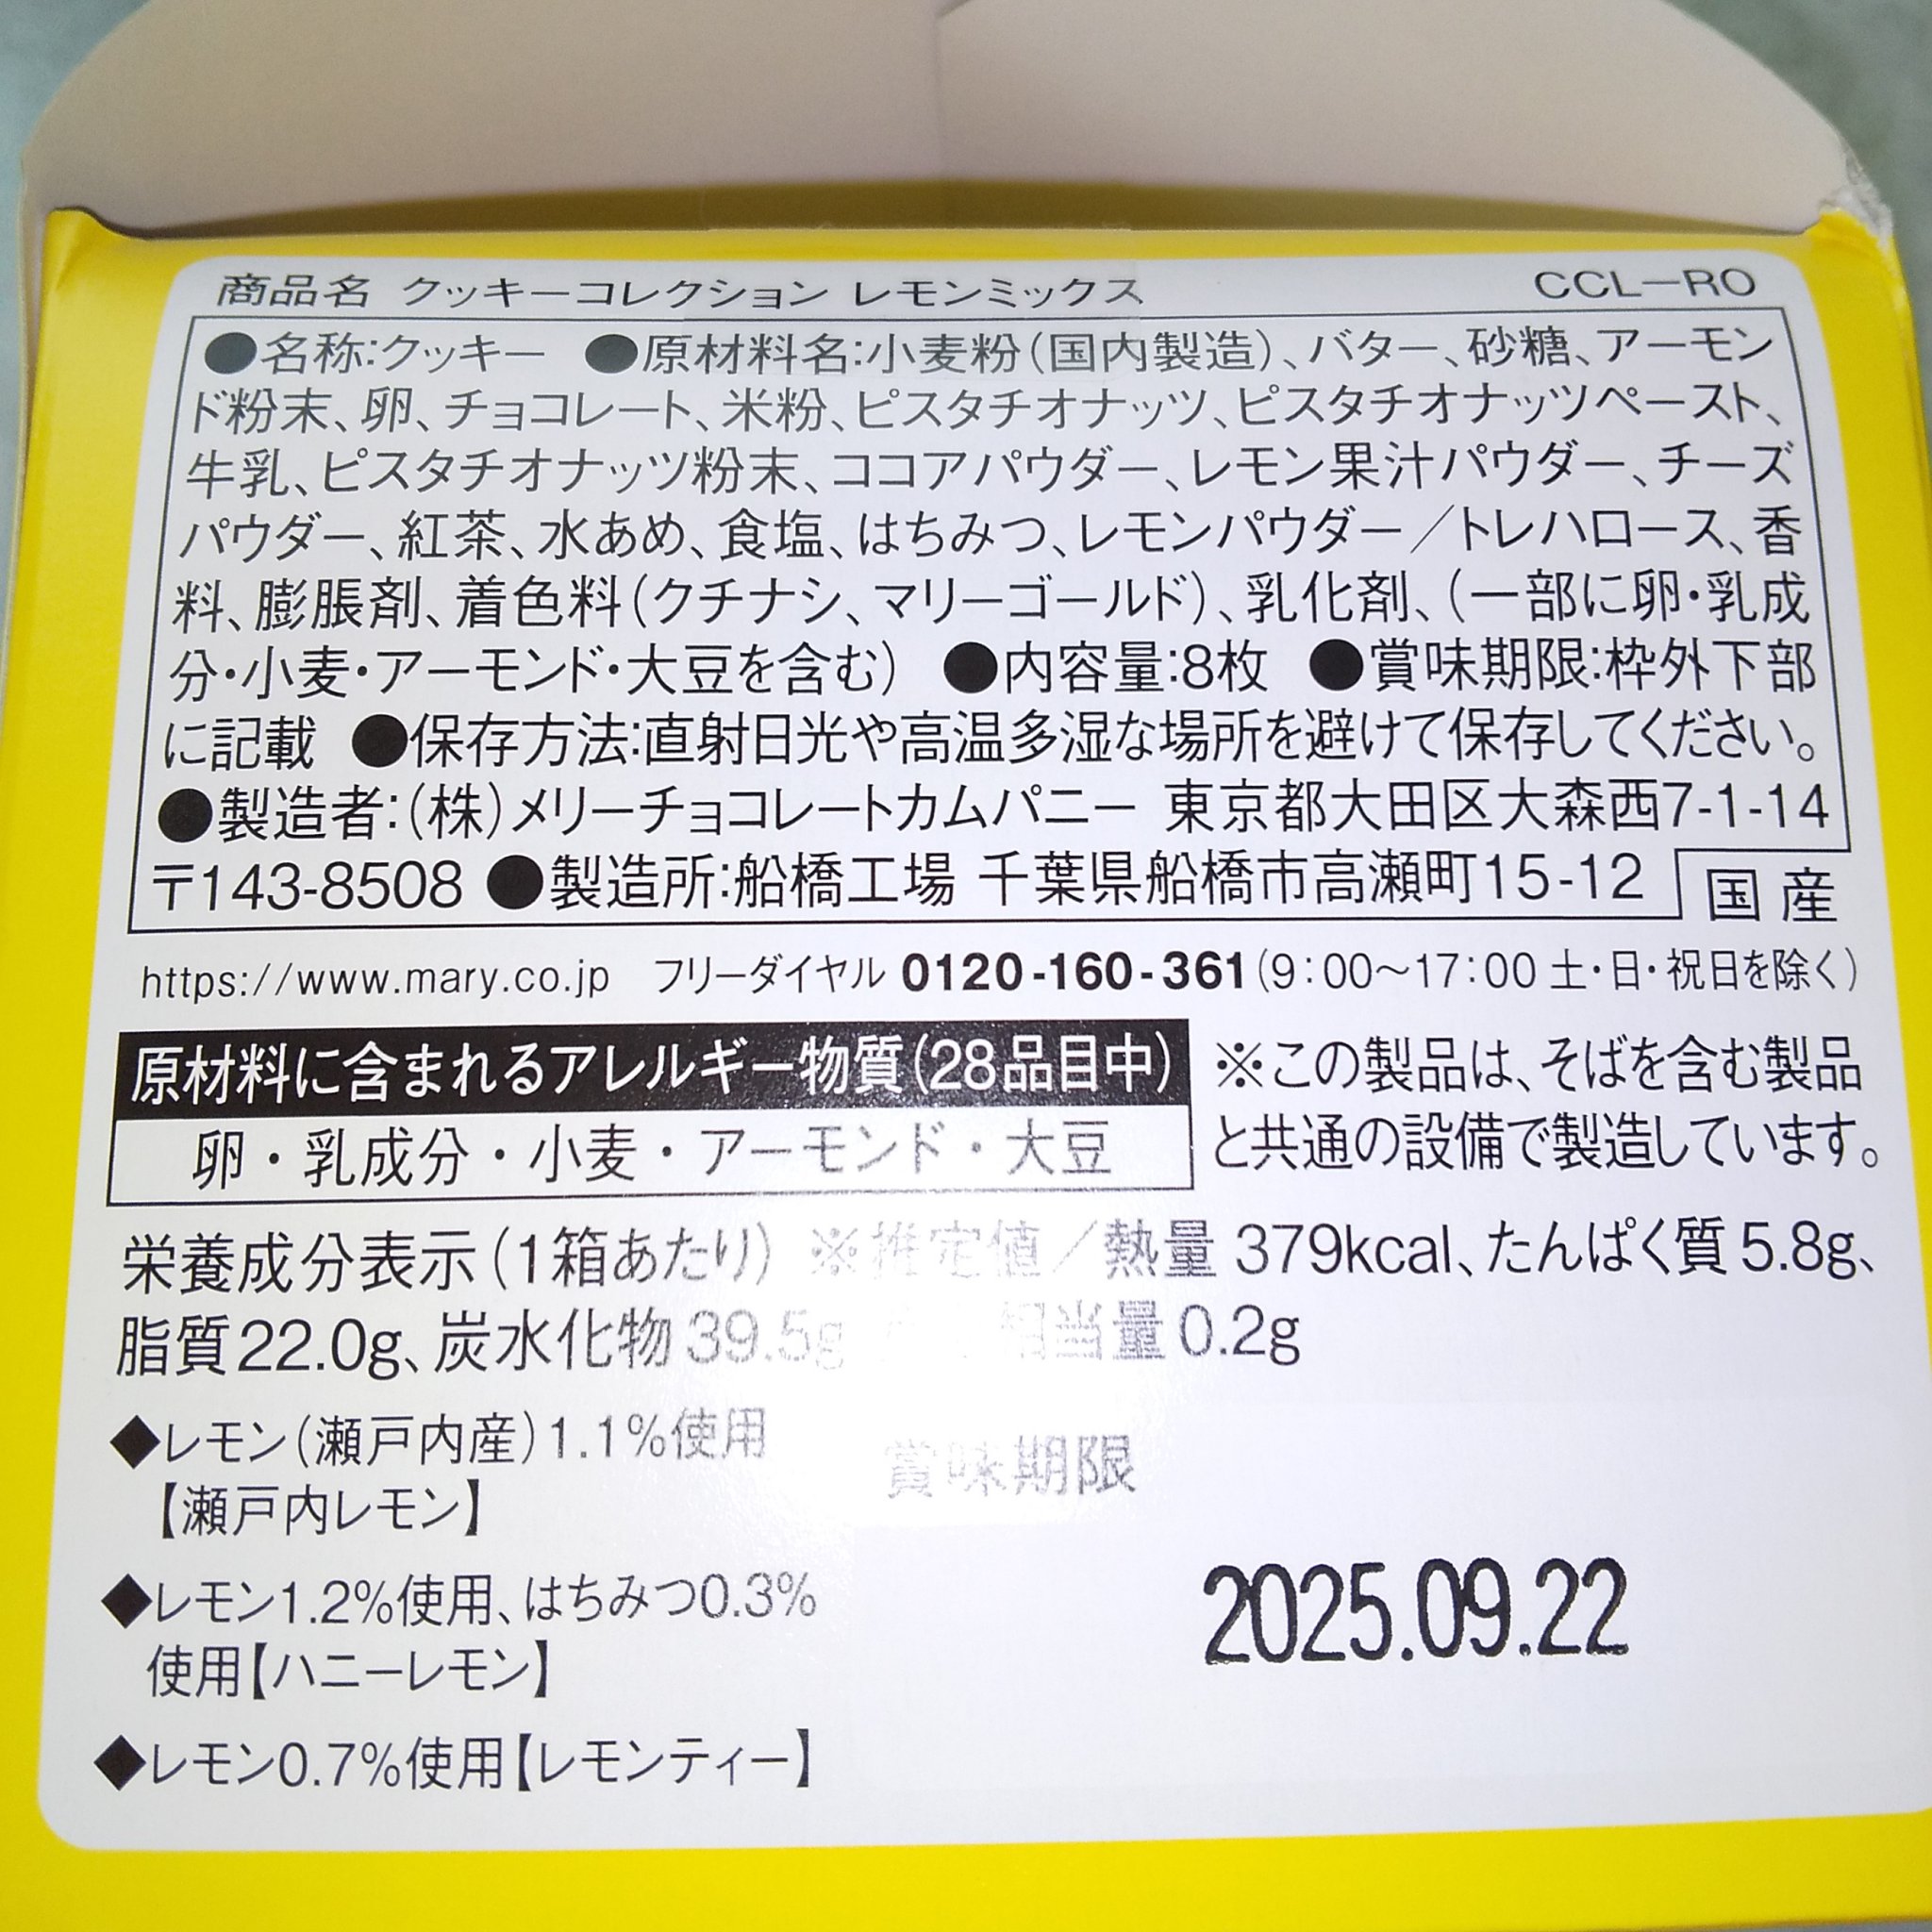 商品名 クッキーコレクション レモンミックス CCL-RO
●名称:クッキー ●原材料名:小麦粉(国内製造)、バター、砂糖、アーモン
ド粉末、卵、チョコレート、米粉、ピスタチオナッツ、ピスタチオナッツペースト、
牛乳、ピスタチオナッツ粉末、ココアパウダー、レモン果汁パウダー、チーズ
パウダー、紅茶、水あめ、食塩、はちみつ、レモンパウダー/トレハロース、香
料、膨脹剤、着色料(クチナシ、マリーゴールド)、乳化剤、(一部に卵・乳成
分・小麦・アーモンド・大豆を含む) ●内容量:8枚 ●賞味期限:枠外下部
に記載 ●保存方法:直射日光や高温多湿な場所を避けて保存してください。
●製造者:(株)メリーチョコレートカムパニー 東京都大田区大森西7-1-14
〒143-8508 ●製造所:船橋工場 千葉県船橋市高瀬町15-12 国産
https://www.mary.co.jp フリーダイヤル 0120-160-361(9:00〜17:00 土・日・祝日を除く)
原材料に含まれるアレルギー物質(28品目中)
卵・乳成分・小麦・アーモンド・大豆
※この製品は、そばを含む製品
と共通の設備で製造しています。
栄養成分表示(1箱あたり) ※推定値/熱量 379kcal、たんぱく質 5.8g、
脂質22.0g、炭水化物39.5g 相当量0.2g
◆レモン(瀬戸内産)1.1%使用
【瀬戸内レモン】
◆レモン1.2%使用、はちみつ0.3%
使用【ハニーレモン】
◆レモン0.7%使用【レモンティー】
賞味期限
2025.09.22